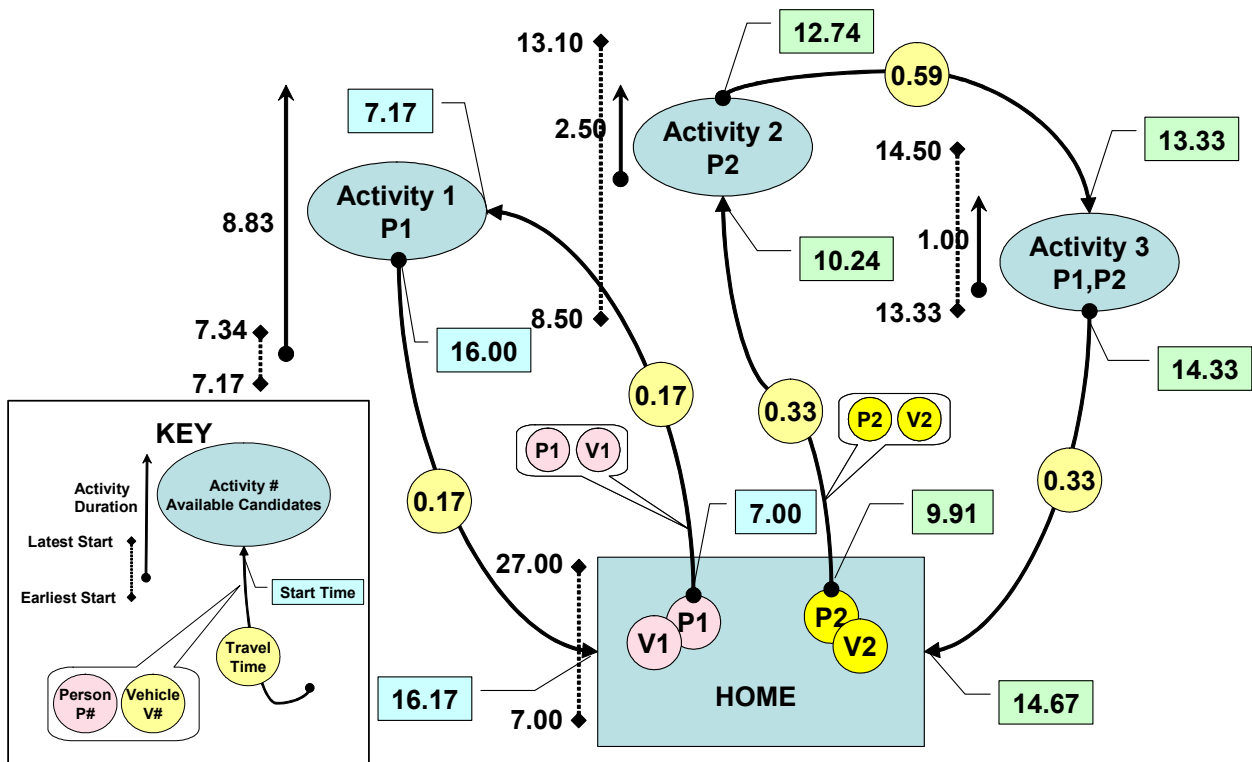 12.74
13.10
0.59
7.17
2.50
Activity 2
P2
14.50
13.33
Activity 1
P1
8.83
1.00
Activity 3
P1,P2
10.24
8.50
13.33
7.34
16.00
14.33
7.17
0.17
0.33
P2 V2
P1 V1
KEY
Activity
Duration
Activity #
Available Candidates
0.17
0.33
7.00
9.91
Latest Start
27.00
Earliest Start
Start Time
P1
V1
P2
V2
Travel
Time
Person
P#
Vehicle
V#
16.17
HOME
14.67
7.00